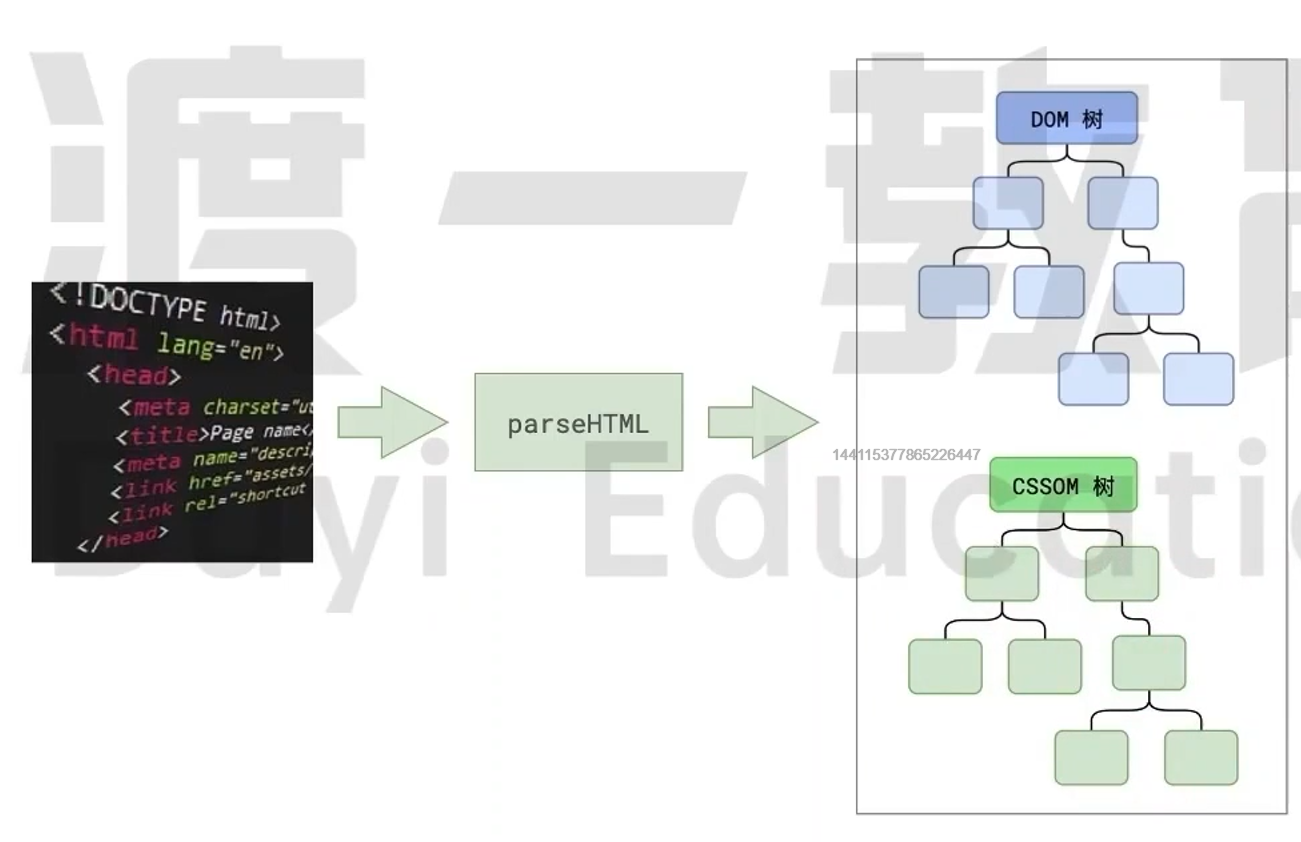 渡一教
Duyi Educati
<!DOCTYPE html>
<html lang="en">
<head>
<meta charset="ut
<title>Page name</
<meta name="descri
<link href="assets/
<link rel="shortcut
</head>
parseHTML
DOM 树
144115377865226447
CSSOM 树